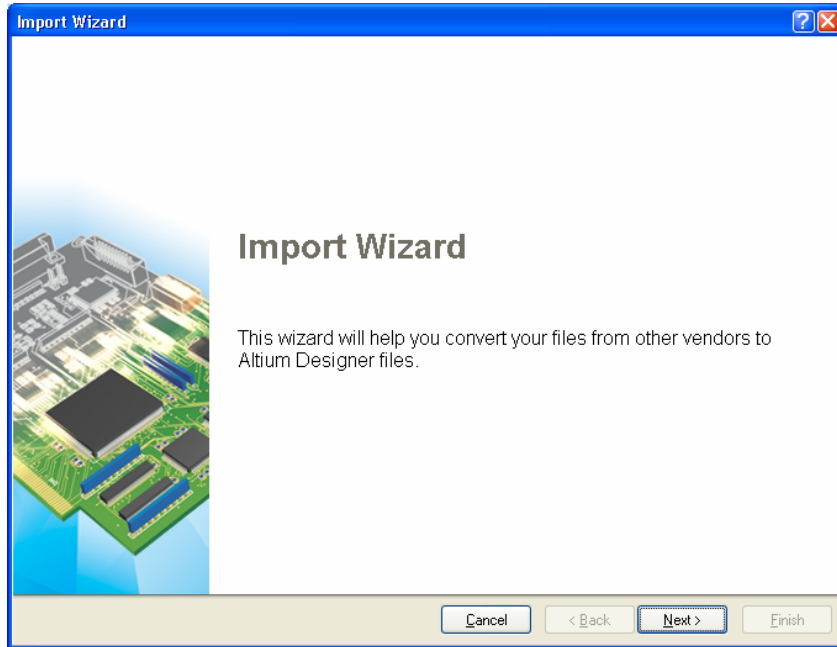 Import Wizard
Import Wizard
This wizard will help you convert your files from other vendors to
Altium Designer files.
Cancel < Back Next > Finish